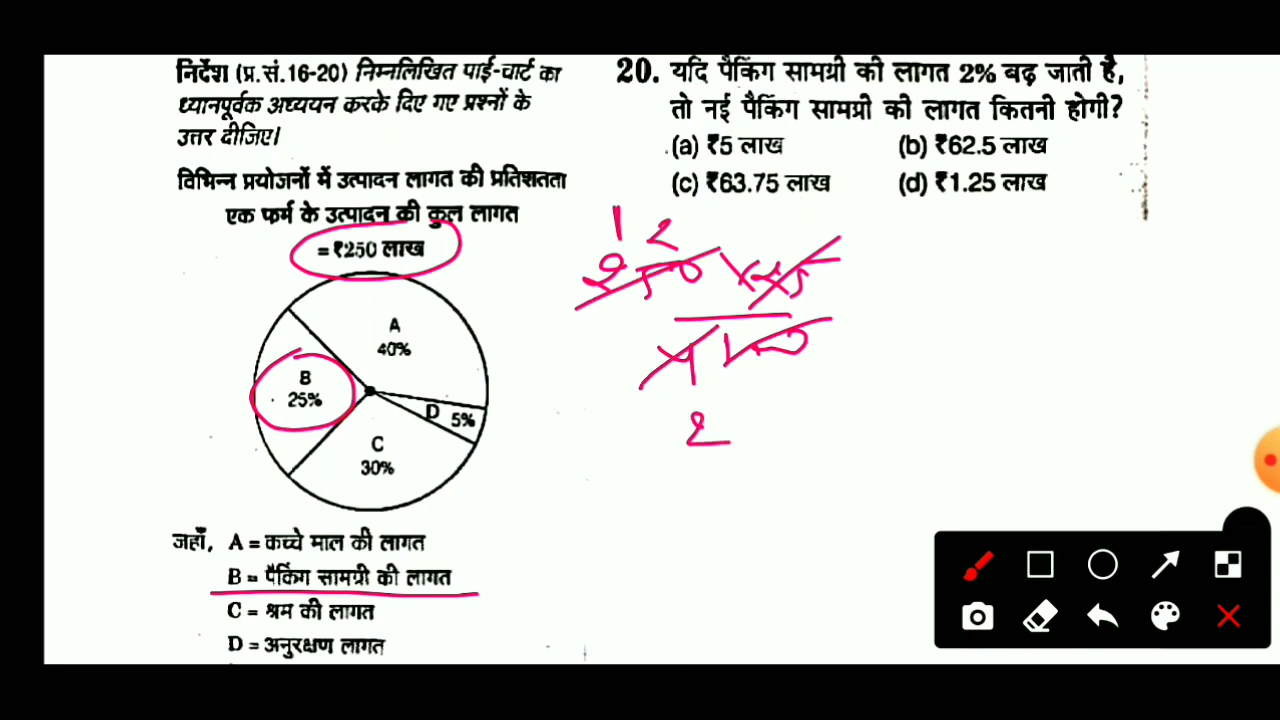 निर्देश (प्र.सं.16-20) निम्नलिखित पाई-चार्ट का
ध्यानपूर्वक अध्ययन करके दिए गए प्रश्नों के
उत्तर दीजिए।
विभिन्न प्रयोजनों में उत्पादन लागत की प्रतिशतता
एक फर्म के उत्पादन की कुल लागत
= ₹250 लाख
A
40%
B
25%
D 5%
C
30%
जहाँ, A = कच्चे माल की लागत
B = पैकिंग सामग्री की लागत
C = श्रम की लागत
D = अनुरक्षण लागत
20. यदि पैकिंग सामग्री की लागत 2% बढ़ जाती है,
तो नई पैकिंग सामग्री की लागत कितनी होगी?
(a) ₹5 लाख (b) ₹62.5 लाख
(c) ₹63.75 लाख (d) ₹1.25 लाख